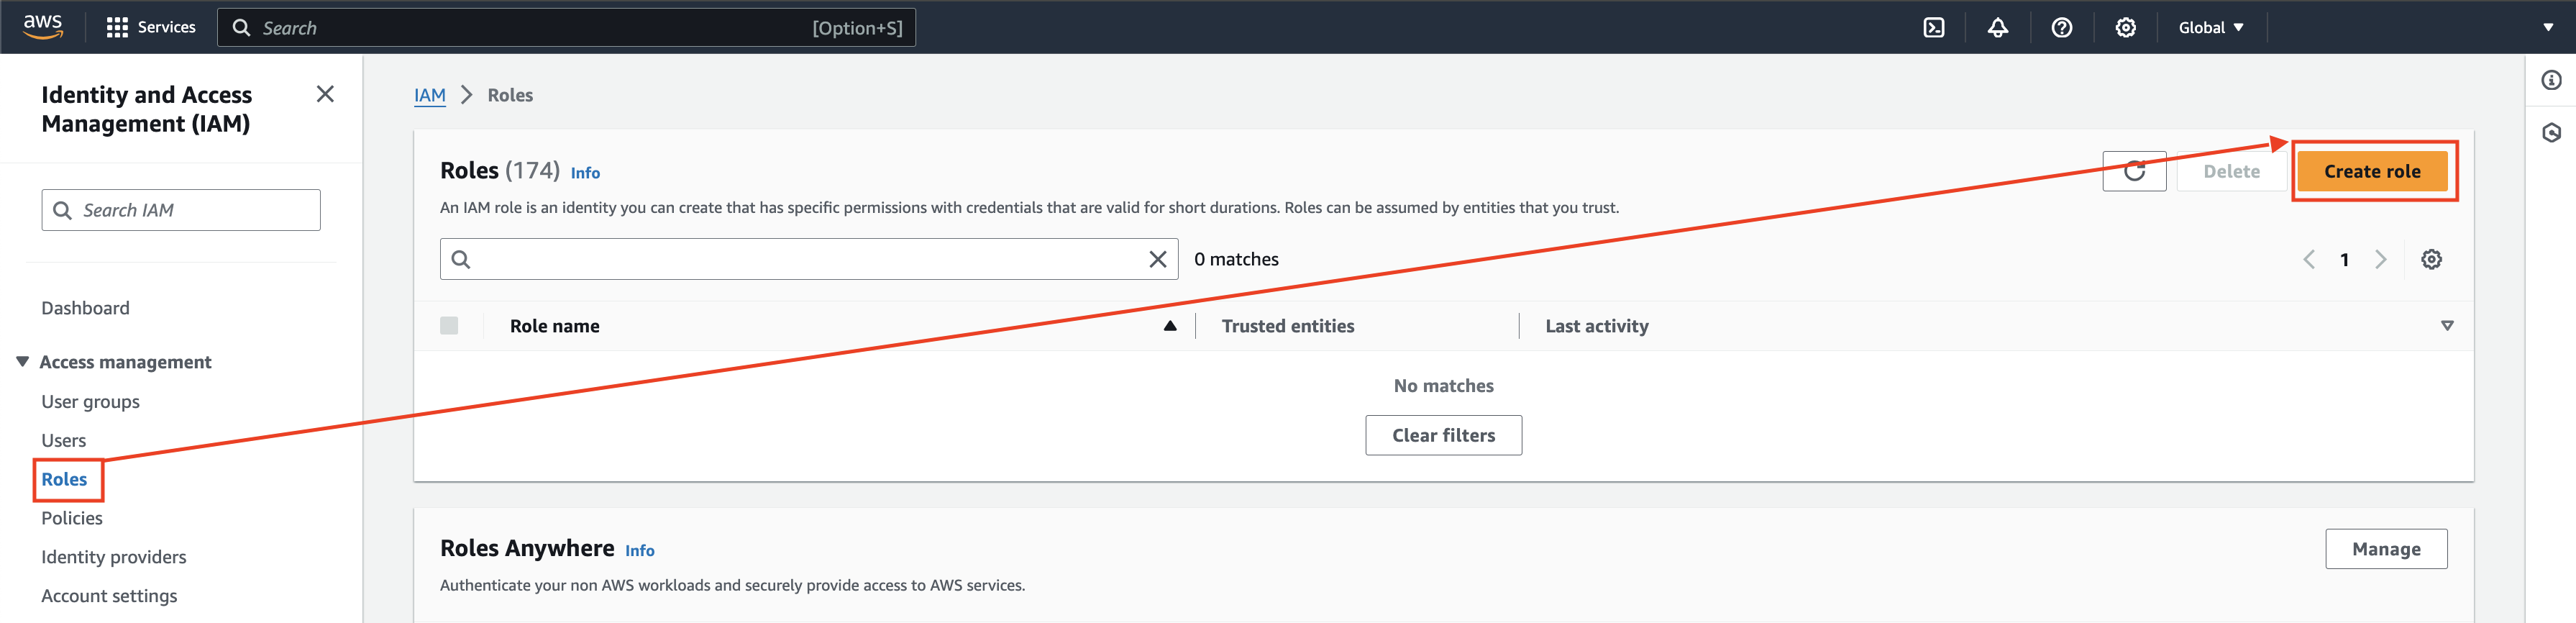 aws
Services
Search
[Option+S]
Global
Identity and Access
Management (IAM)
Search IAM
Dashboard
Access management
User groups
Users
Roles
Policies
Identity providers
Account settings
IAM > Roles
Roles (174) Info
Delete
Create role
An IAM role is an identity you can create that has specific permissions with credentials that are valid for short durations. Roles can be assumed by entities that you trust.
0 matches
1
Role name
Trusted entities
Last activity
No matches
Clear filters
Roles Anywhere Info
Manage
Authenticate your non AWS workloads and securely provide access to AWS services.